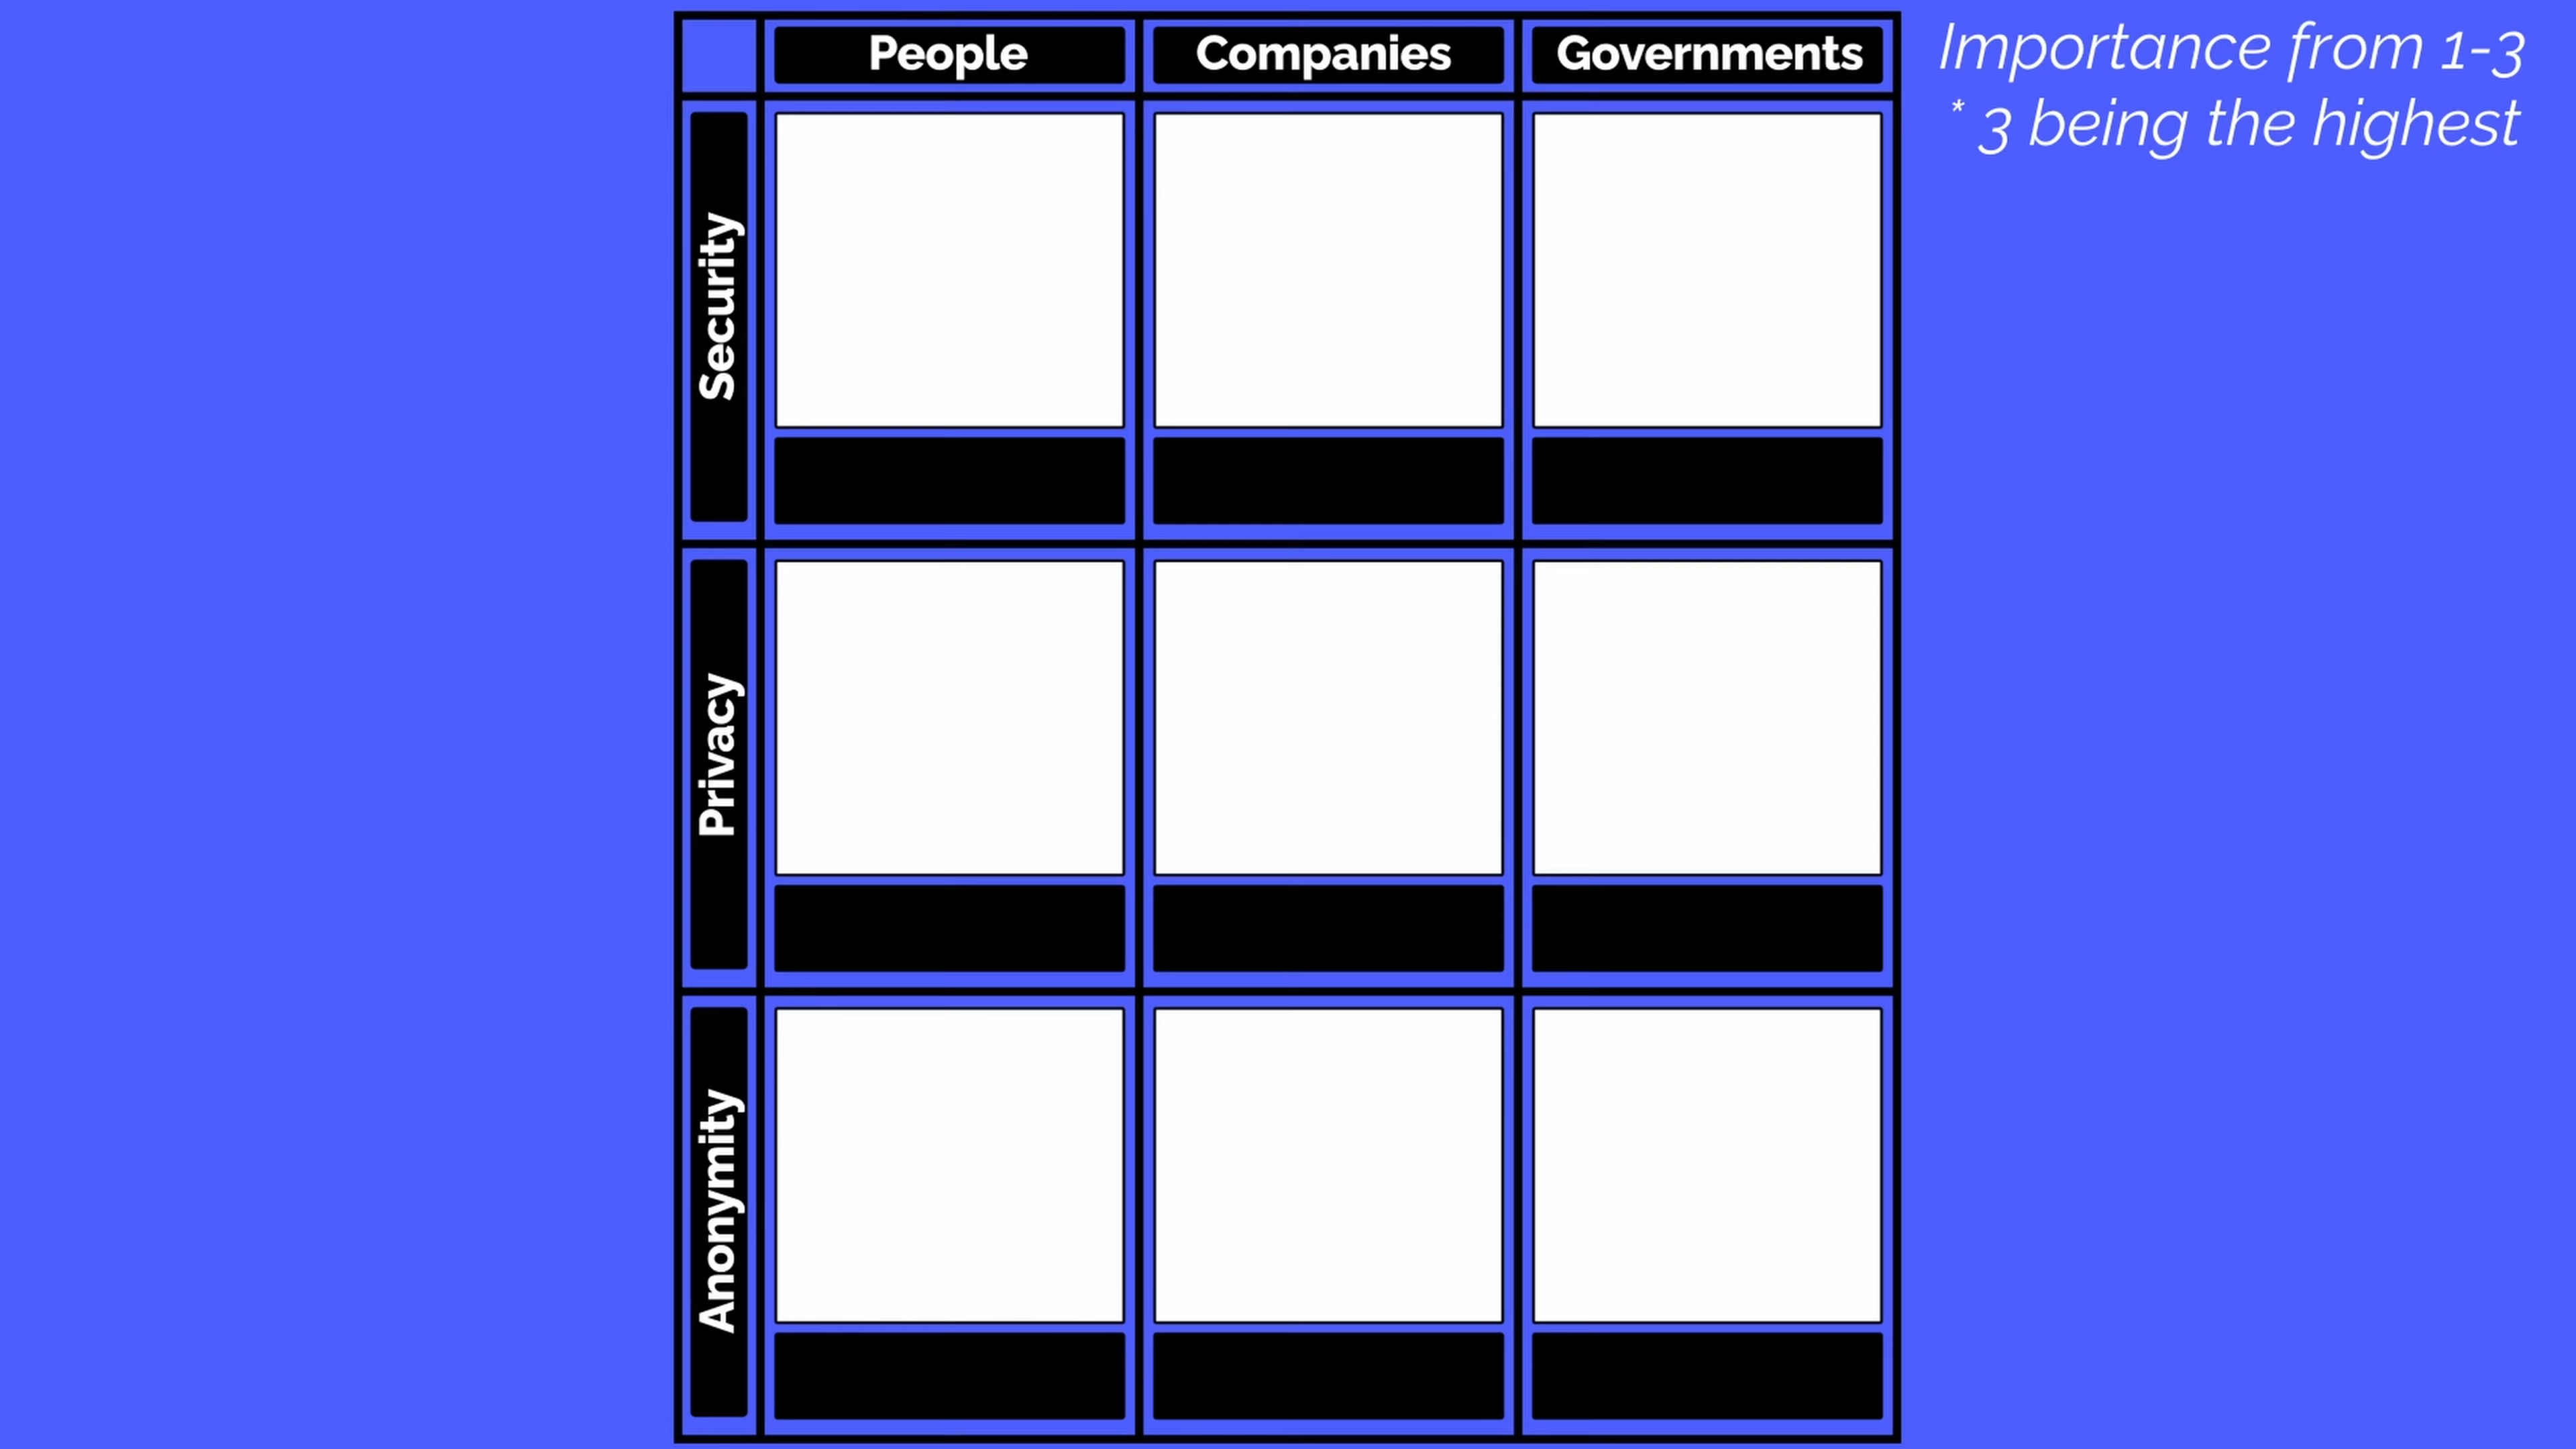 People
Companies
Governments
Importance from 1-3
* 3 being the highest
Security
Privacy
Anonymity